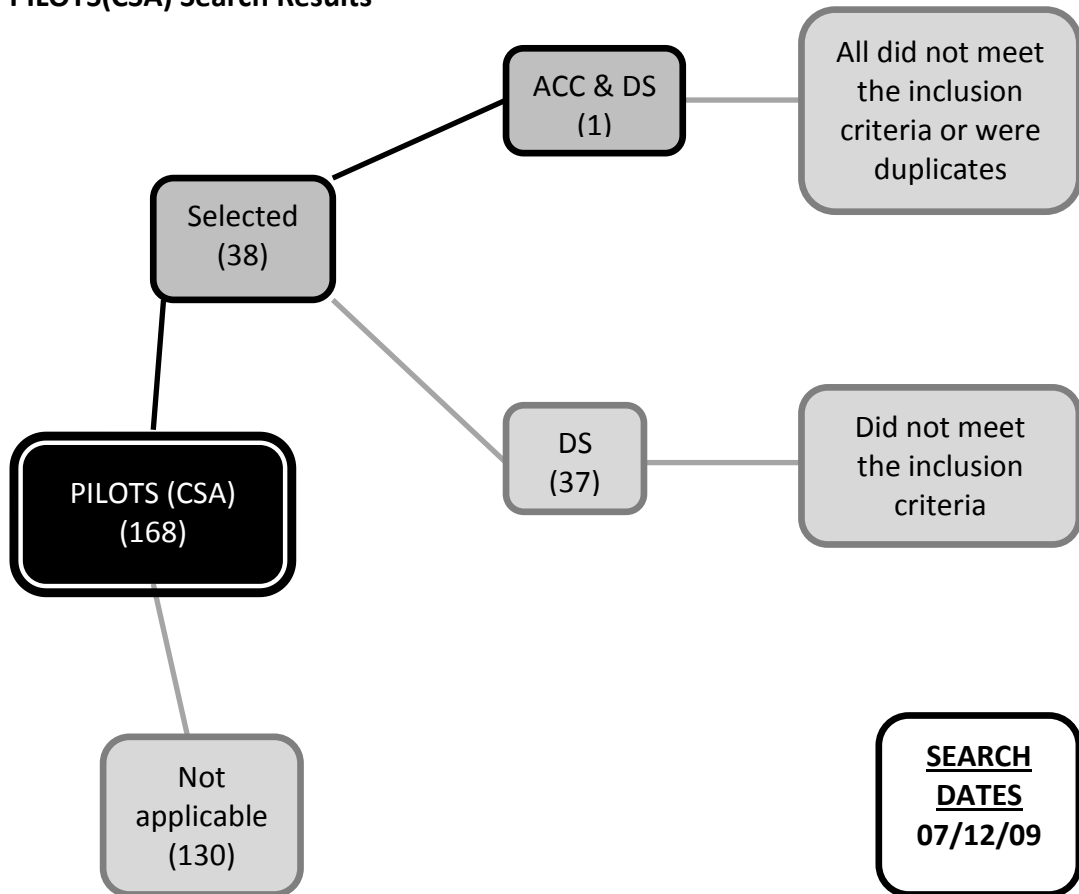 PILOTS(CSA) Search Results
ACC & DS
(1)
All did not meet
the inclusion
criteria or were
duplicates
Selected
(38)
DS
(37)
Did not meet
the inclusion
criteria
PILOTS (CSA)
(168)
Not
applicable
(130)
SEARCH
DATES
07/12/09